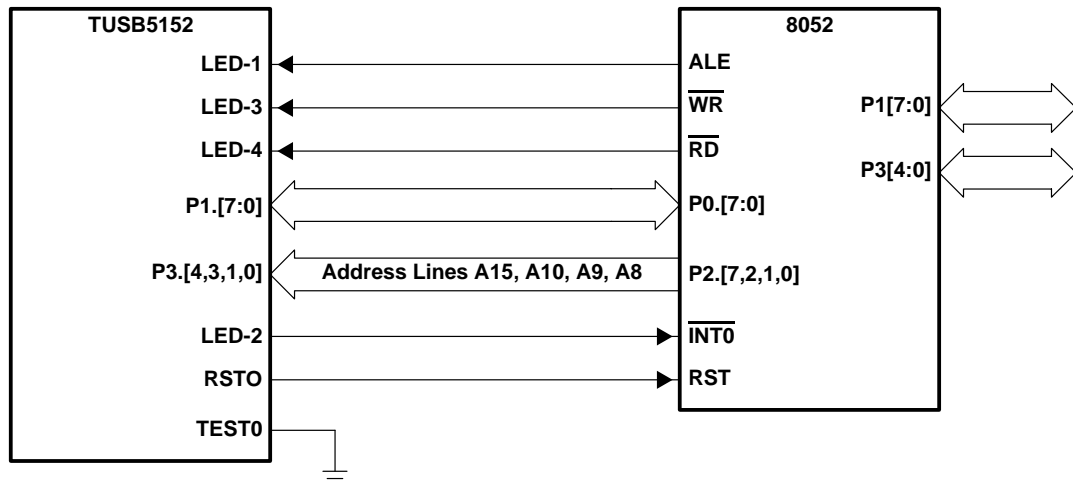 TUSB5152
8052
LED-1
ALE
LED-3
WR
P1[7:0]
LED-4
RD
P3[4:0]
P1.[7:0]
P0.[7:0]
P3.[4,3,1,0]
Address Lines A15, A10, A9, A8
P2.[7,2,1,0]
LED-2
INT0
RSTO
RST
TEST0